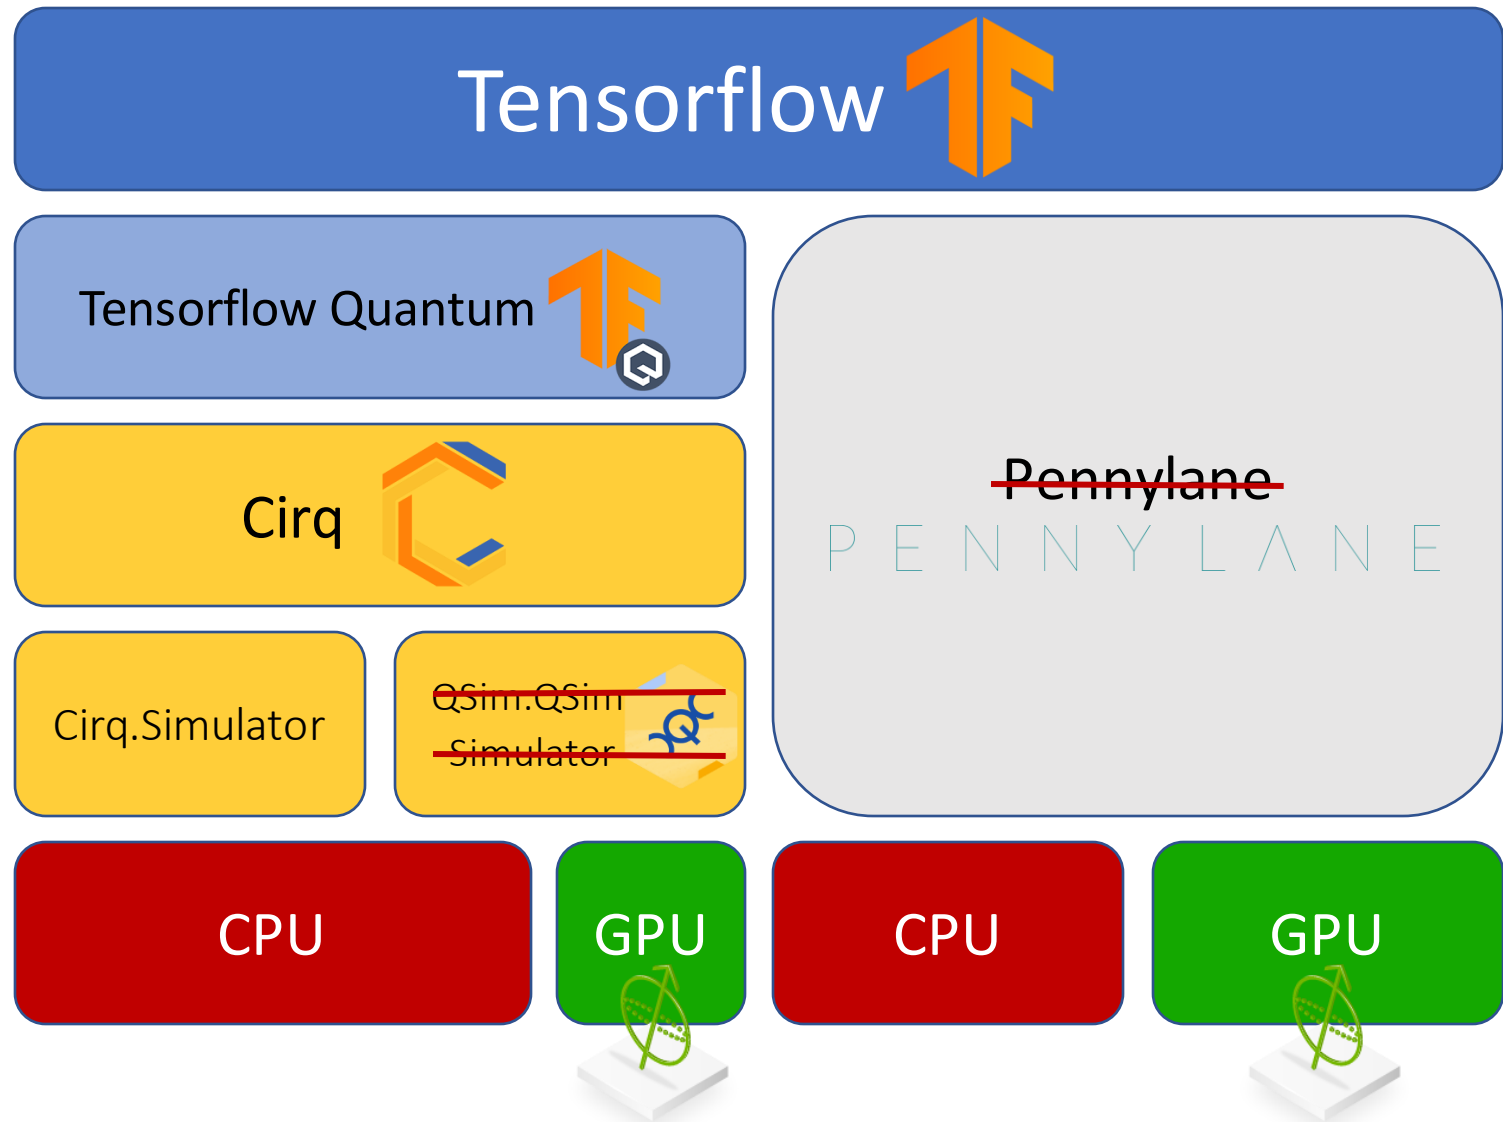 Tensorflow
Tensorflow Quantum
Cirq
Pennylane
PENNYLANE
Cirq.Simulator
QSim.QSim
Simulator
CPU
GPU
CPU
GPU